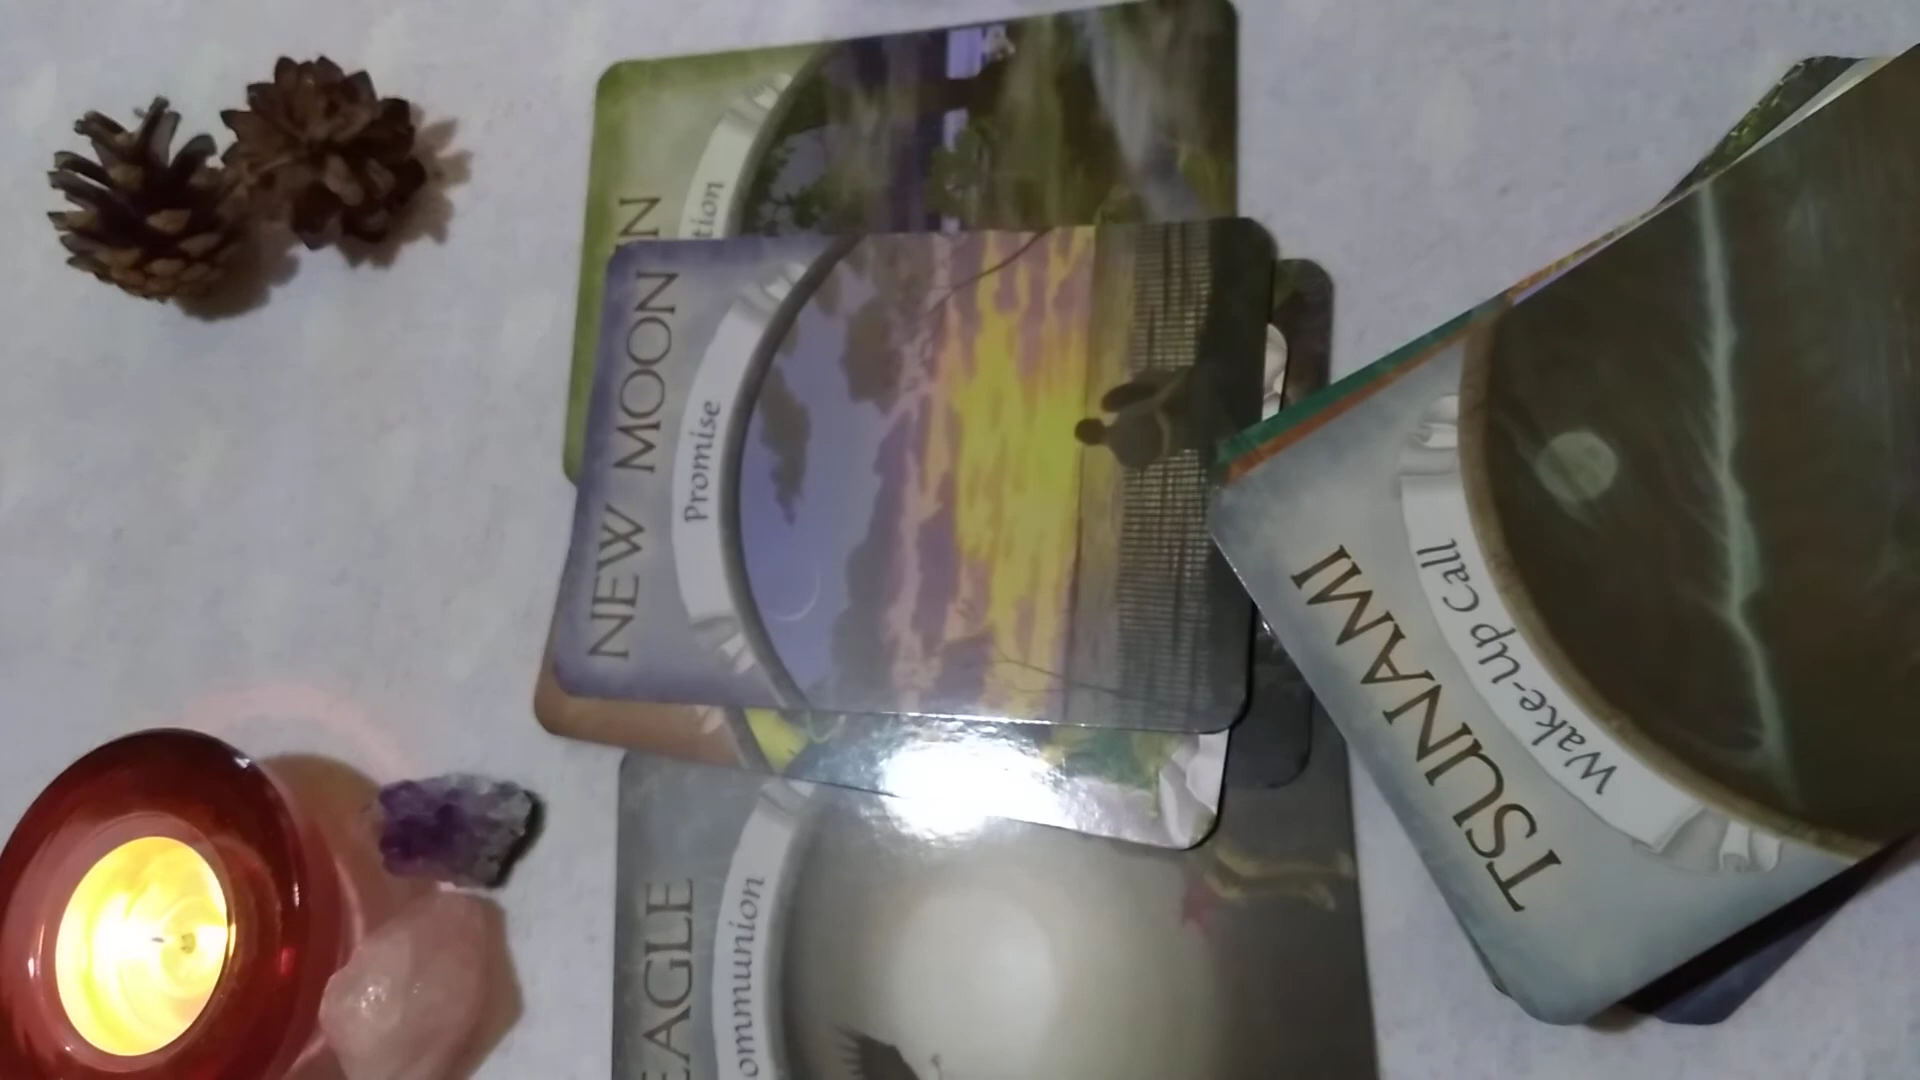 NEW MOON
Promise
EAGLE
TSUNAMI
Wake-Up Call